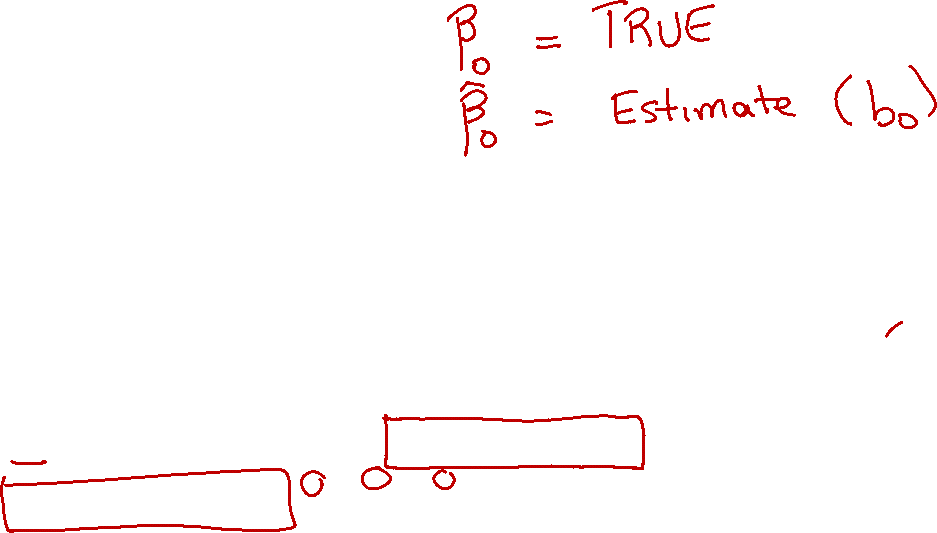 β₀ = TRUE
β̂₀ = Estimate (b₀)
o o o